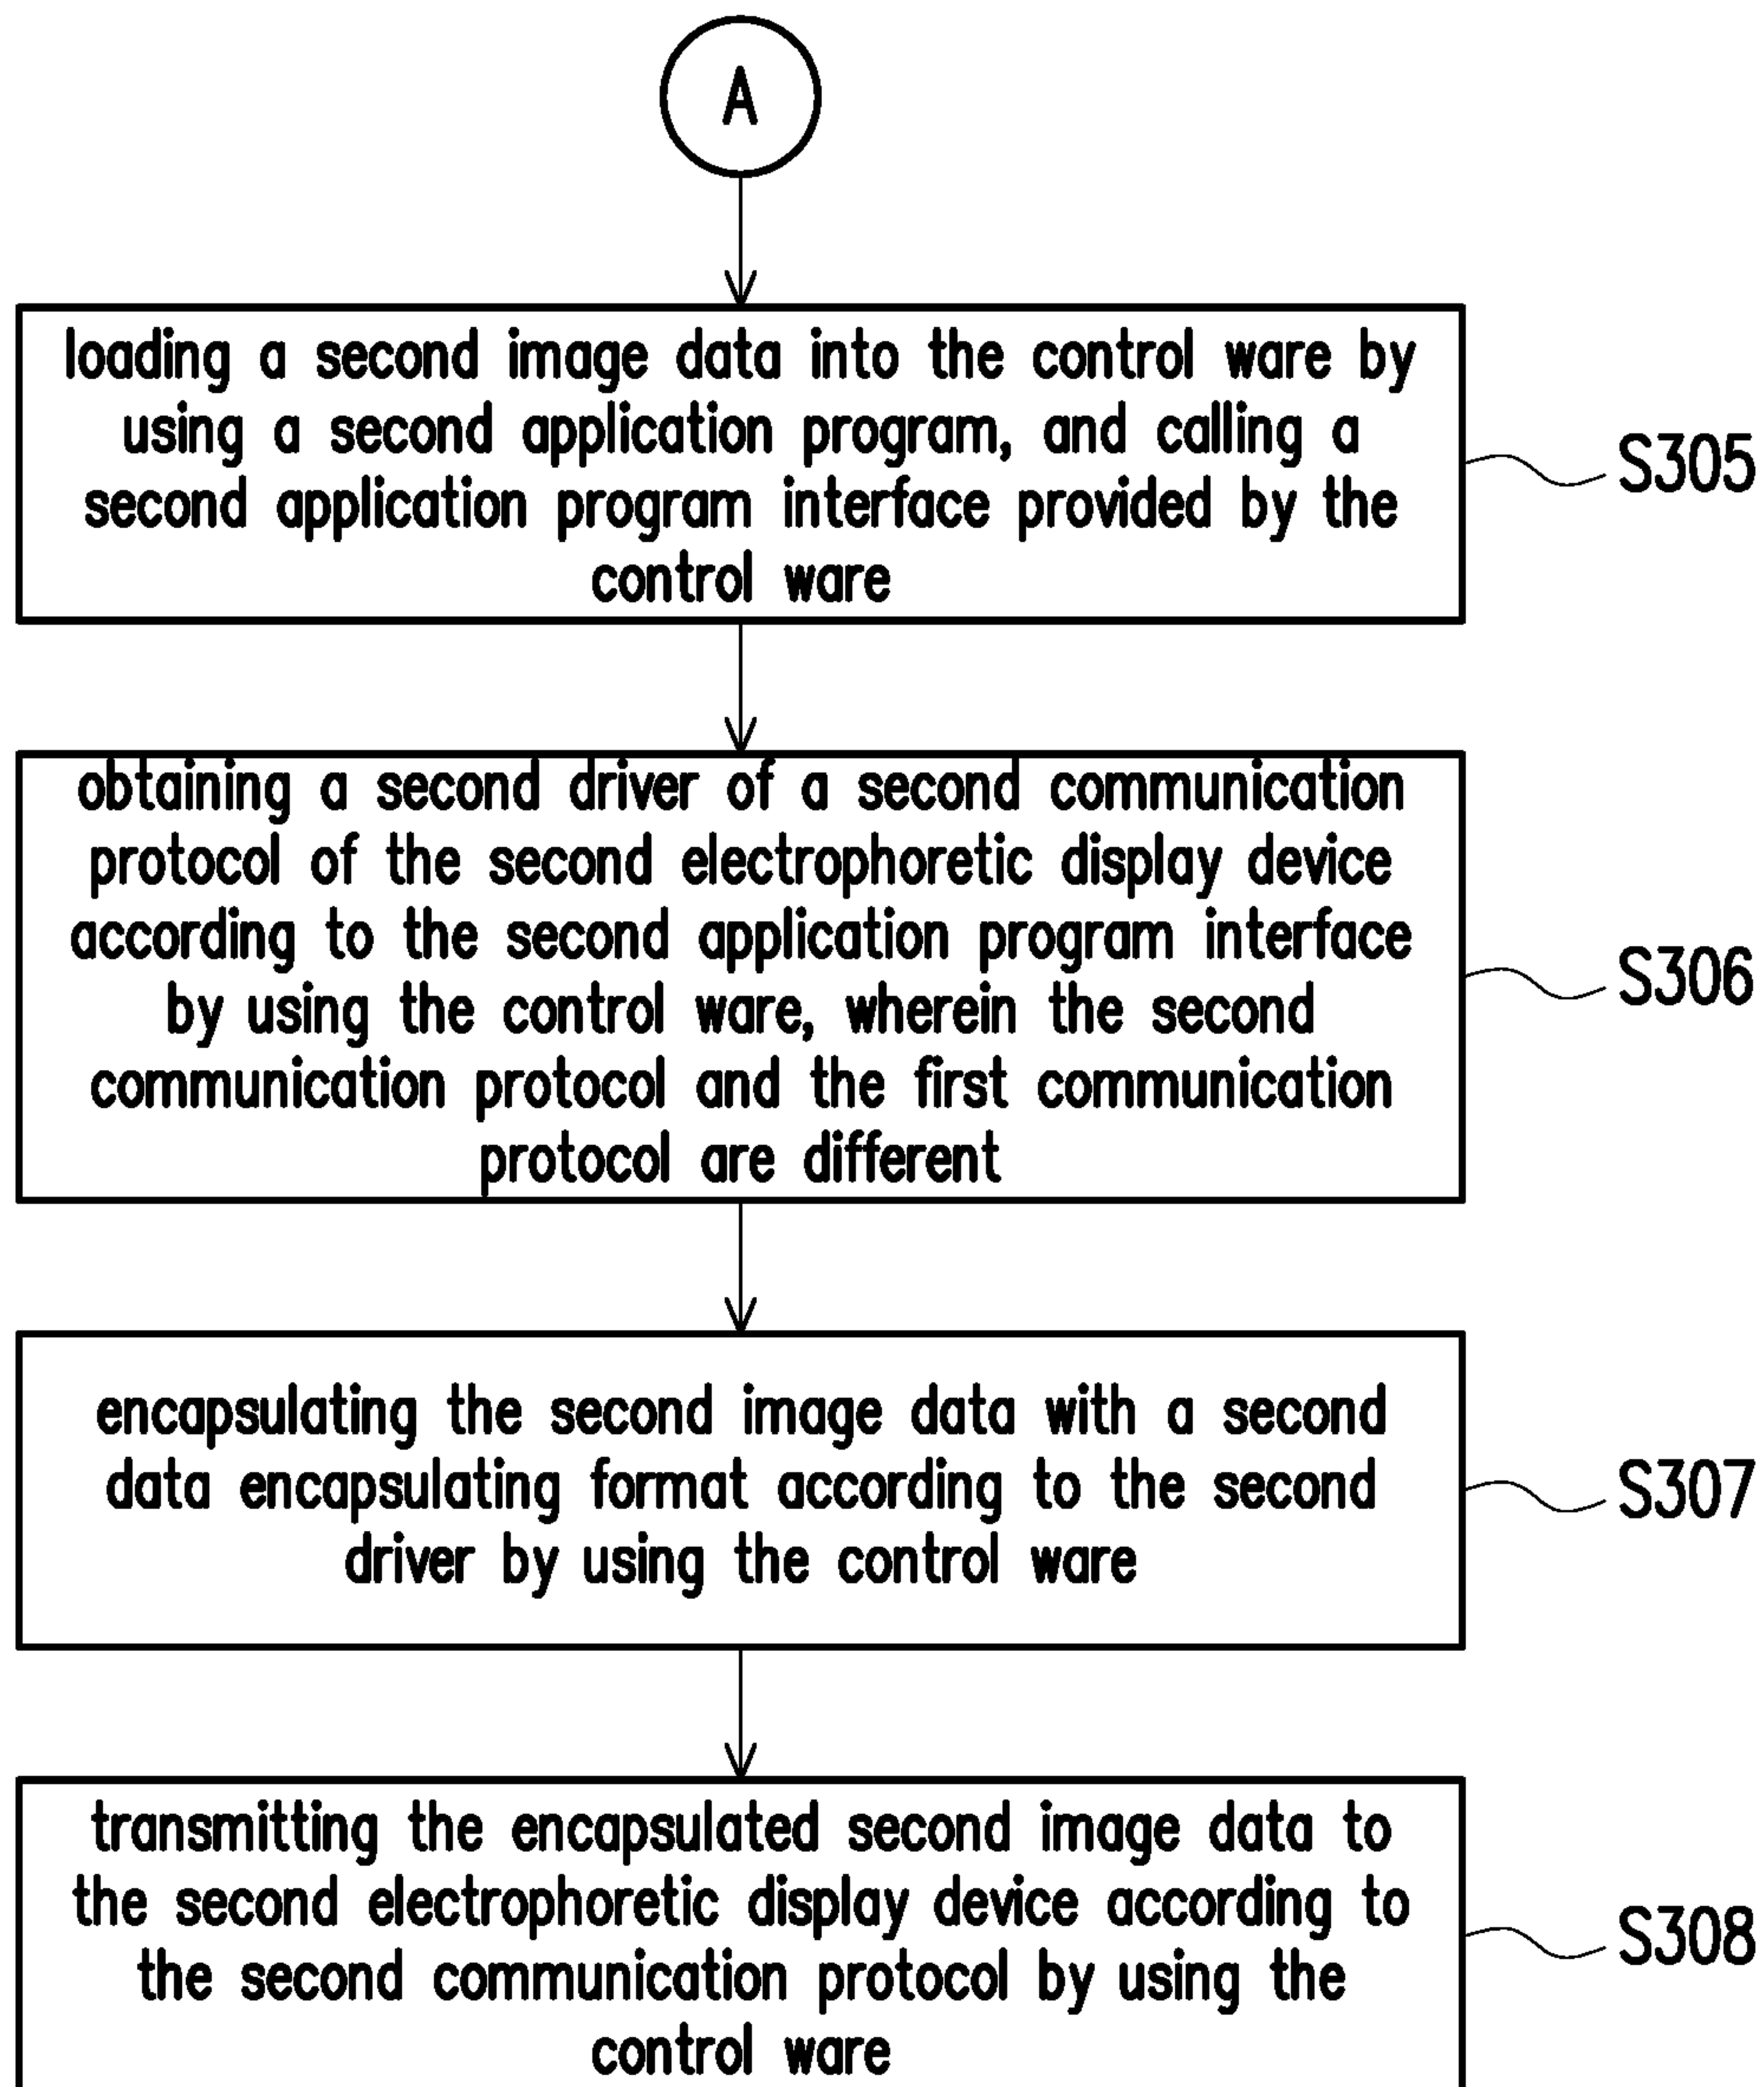 A
loading a second image data into the control ware by
using a second application program, and calling a
second application program interface provided by the
control ware
S305
obtaining a second driver of a second communication
protocol of the second electrophoretic display device
according to the second application program interface
by using the control ware, wherein the second
communication protocol and the first communication
protocol are different
S306
encapsulating the second image data with a second
data encapsulating format according to the second
driver by using the control ware
S307
transmitting the encapsulated second image data to
the second electrophoretic display device according to
the second communication protocol by using the
control ware
S308